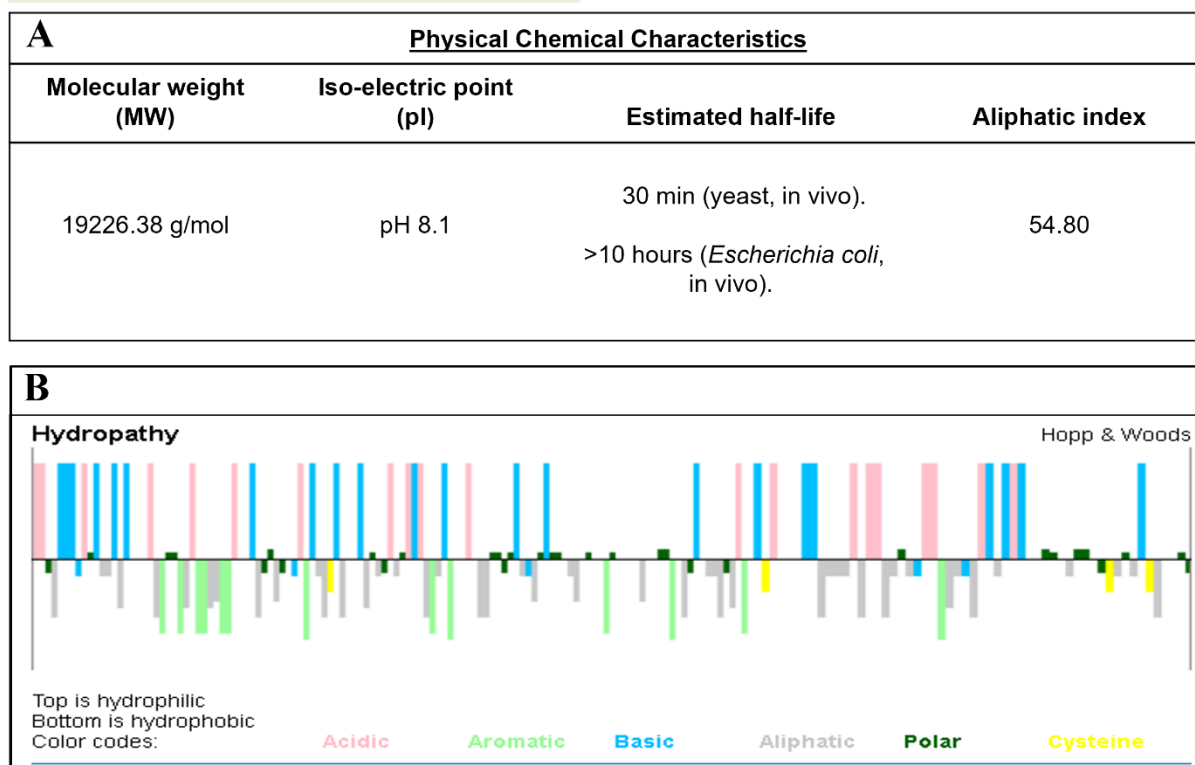 A
Physical Chemical Characteristics
Molecular weight (MW)
Iso-electric point (pI)
Estimated half-life
Aliphatic index
19226.38 g/mol
pH 8.1
30 min (yeast, in vivo).
>10 hours (Escherichia coli, in vivo).
54.80
B
Hydropathy
Hopp & Woods
Top is hydrophilic
Bottom is hydrophobic
Color codes: Acidic Aromatic Basic Aliphatic Polar Cysteine